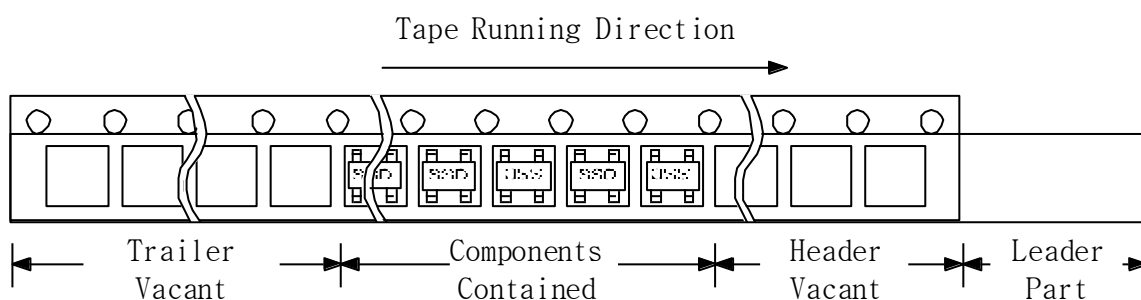 Tape Running Direction
Trailer
Vacant
Components
Contained
Header
Vacant
Leader
Part